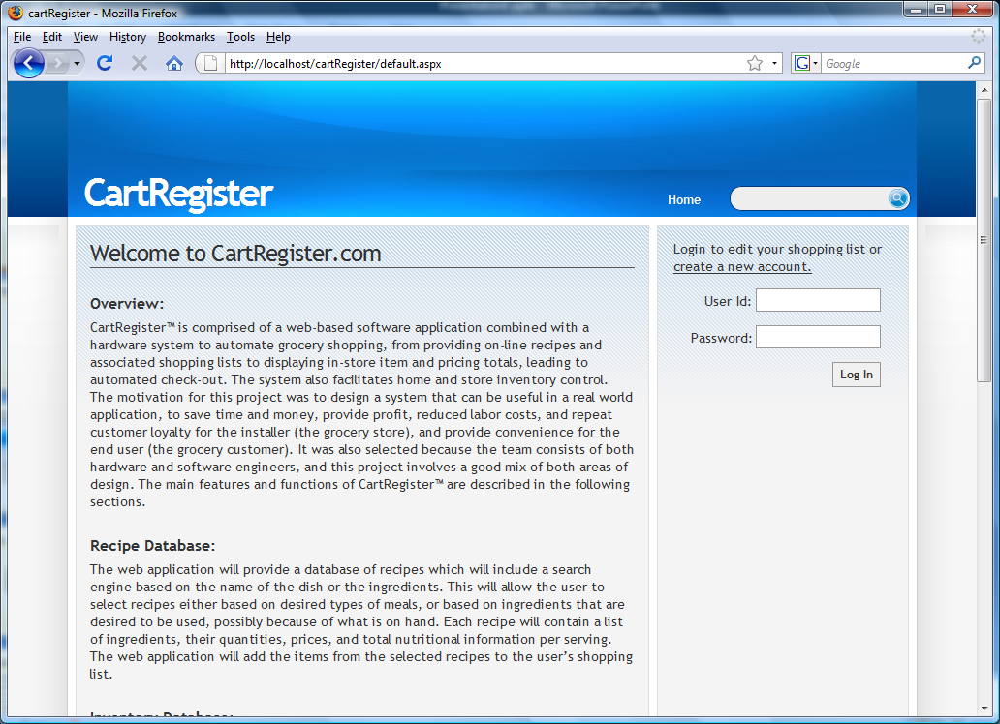 cartRegister - Mozilla Firefox
File Edit View History Bookmarks Tools Help
http://localhost/cartRegister/default.aspx
G Google
CartRegister
Home
Welcome to CartRegister.com
Overview:
CartRegister™ is comprised of a web-based software application combined with a
hardware system to automate grocery shopping, from providing on-line recipes and
associated shopping lists to displaying in-store item and pricing totals, leading to
automated check-out. The system also facilitates home and store inventory control.
The motivation for this project was to design a system that can be useful in a real world
application, to save time and money, provide profit, reduced labor costs, and repeat
customer loyalty for the installer (the grocery store), and provide convenience for the
end user (the grocery customer). It was also selected because the team consists of both
hardware and software engineers, and this project involves a good mix of both areas of
design. The main features and functions of CartRegister™ are described in the following
sections.
Recipe Database:
The web application will provide a database of recipes which will include a search
engine based on the name of the dish or the ingredients. This will allow the user to
select recipes either based on desired types of meals, or based on ingredients that are
desired to be used, possibly because of what is on hand. Each recipe will contain a list
of ingredients, their quantities, prices, and total nutritional information per serving.
The web application will add the items from the selected recipes to the user's shopping
list.
Inventory Database:
Login to edit your shopping list or
create a new account.
User Id:
Password:
Log In